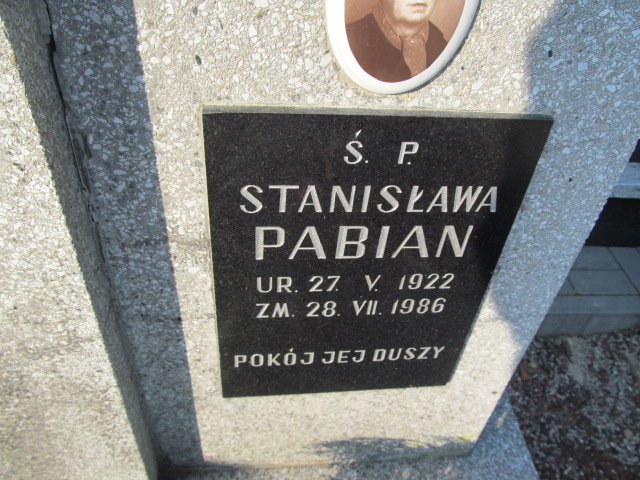 Ś. P.
STANISŁAWA
PABIAN
UR. 27. V. 1922
ZM. 28. VII. 1986
POKÓJ JEJ DUSZY